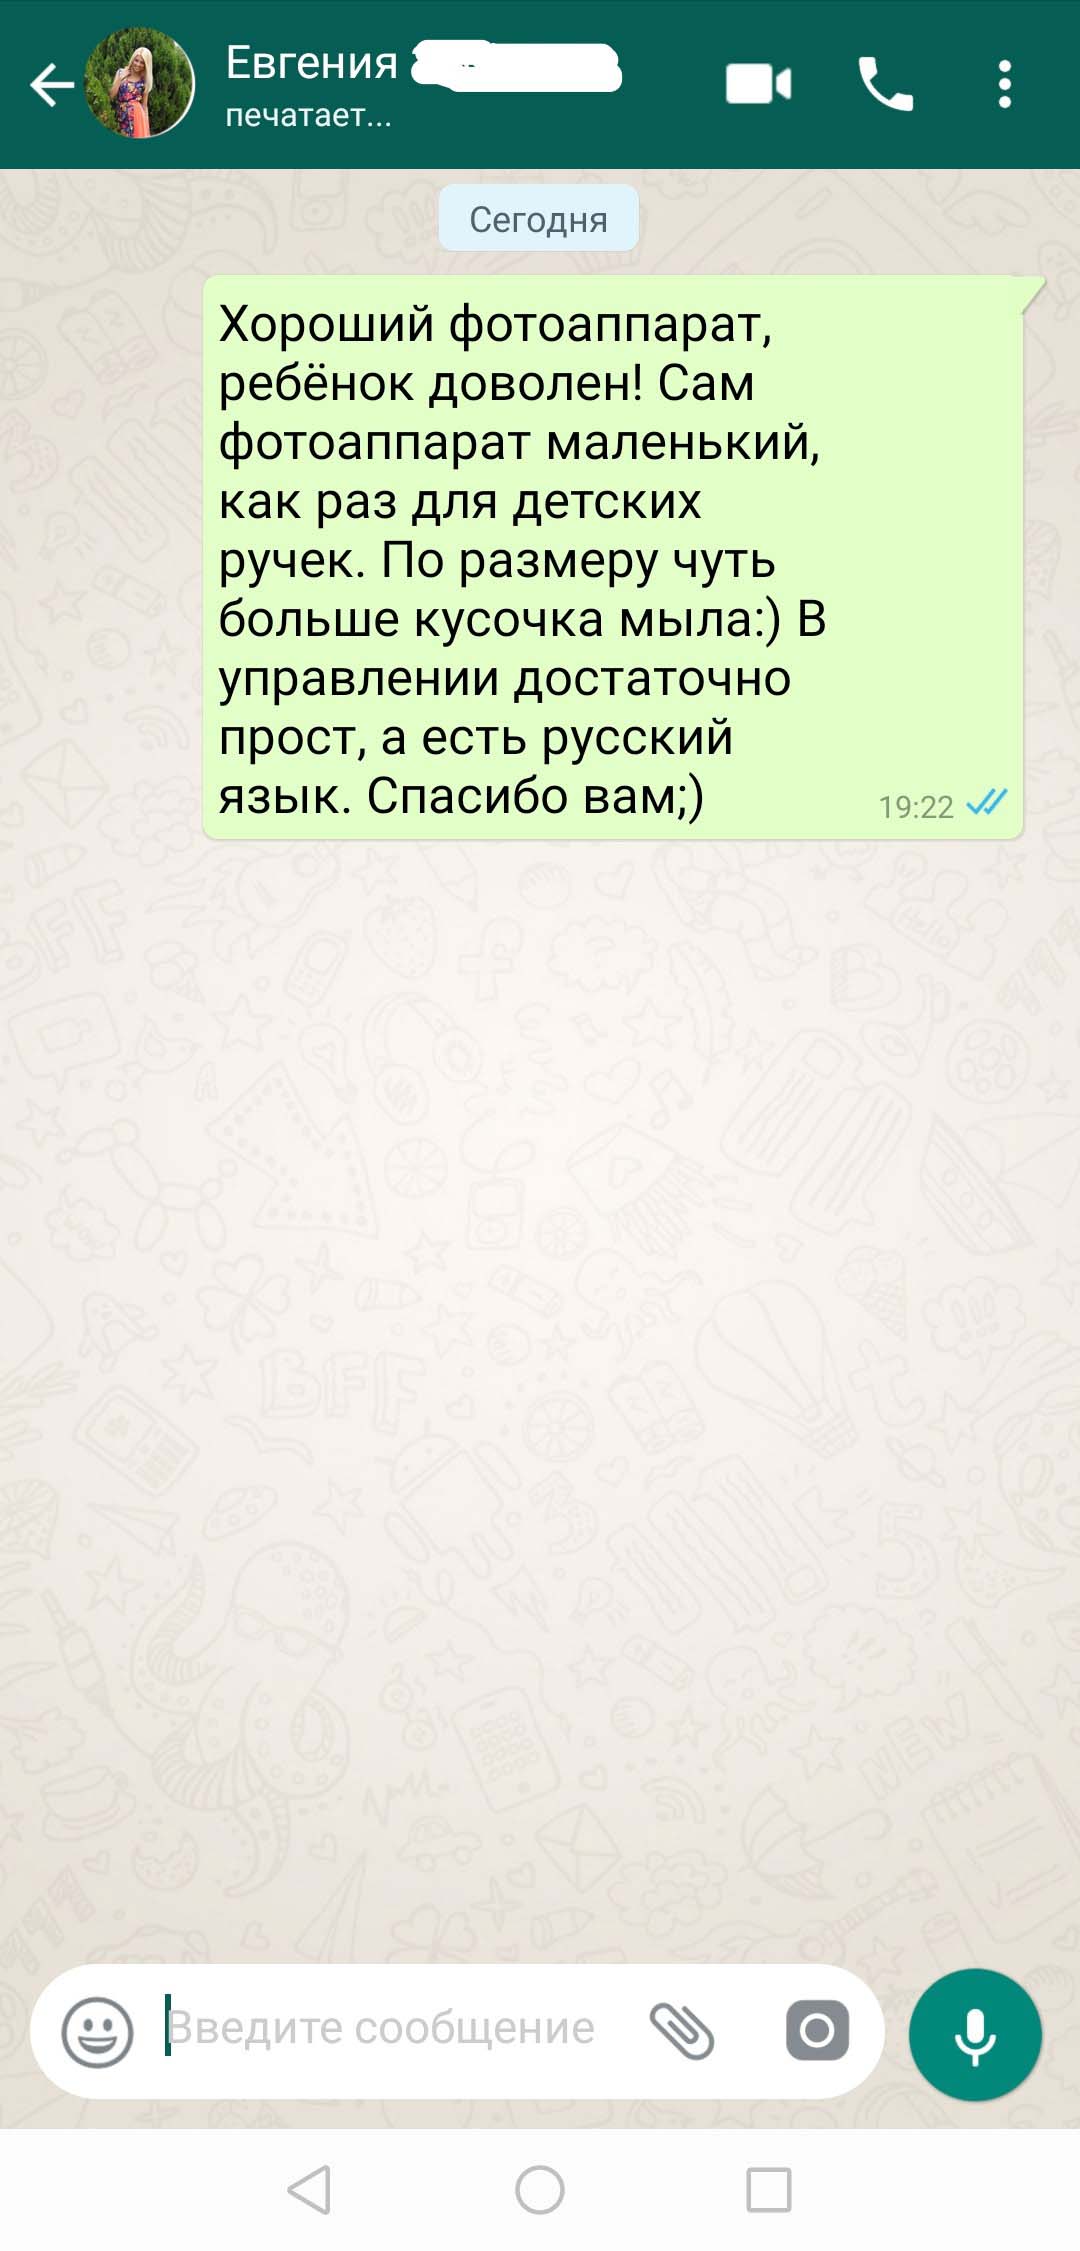 Евгения
печатает...
Сегодня
Хороший фотоаппарат,
ребёнок доволен! Сам
фотоаппарат маленький,
как раз для детских
ручек. По размеру чуть
больше кусочка мыла:) В
управлении достаточно
прост, а есть русский
язык. Спасибо вам;)
19:22
Введите сообщение